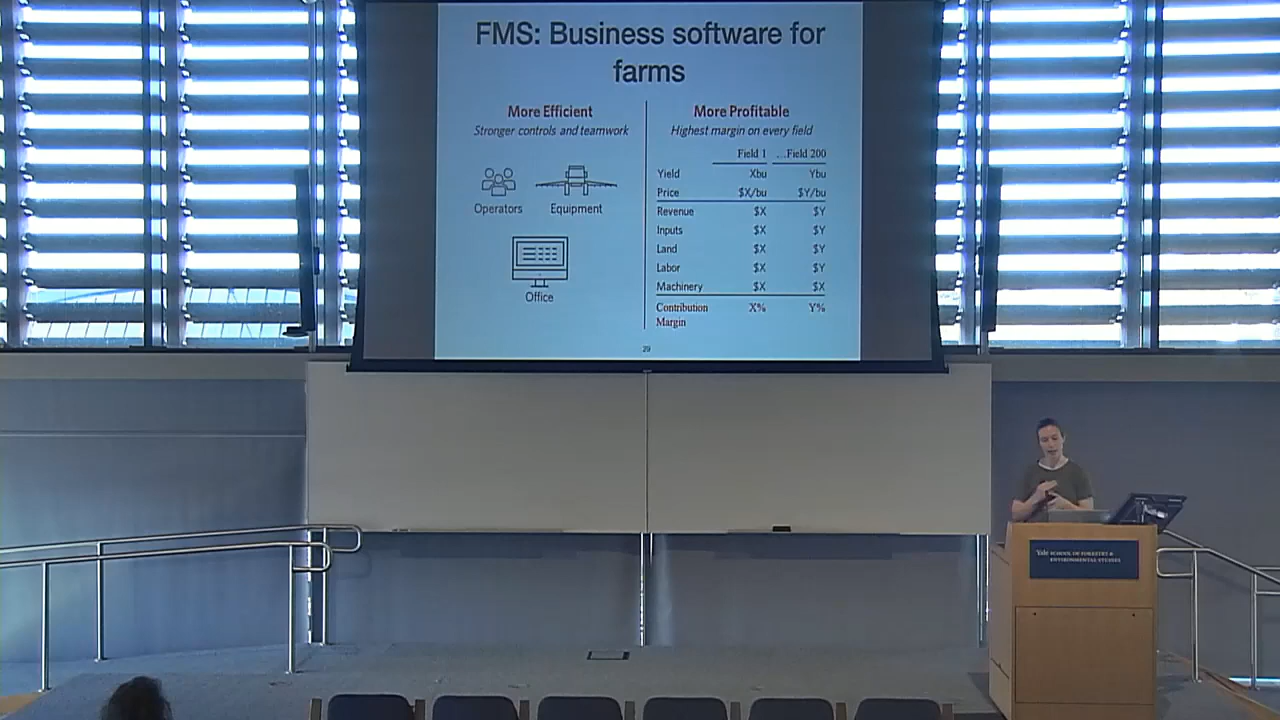 FMS: Business software for
farms
More Efficient
Stronger controls and teamwork
Operators
Equipment
Office
More Profitable
Highest margin on every field
Field 1 ...Field 200
Yield Xbu Ybu
Price $X/bu $Y/bu
Revenue $X $Y
Inputs $X $Y
Land $X $Y
Labor $X $Y
Machinery $X $X
Contribution X% Y%
Margin
29
Yale SCHOOL OF FORESTRY &
ENVIRONMENTAL STUDIES